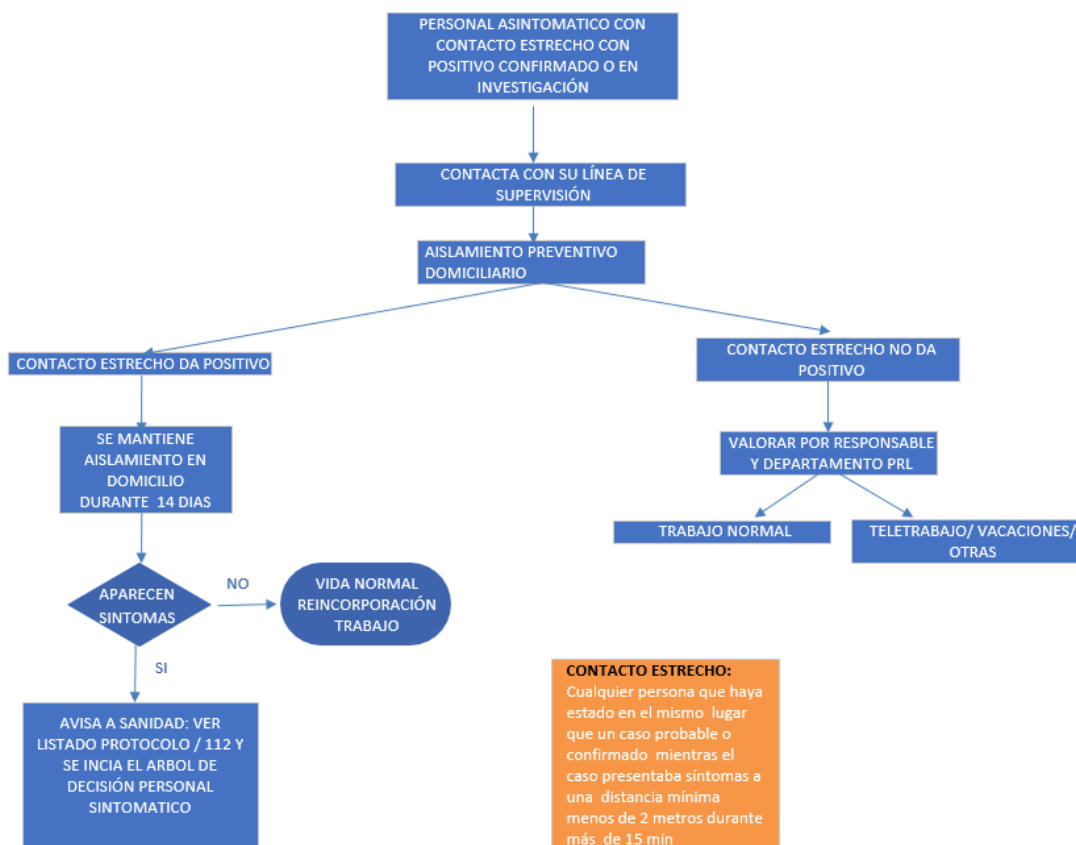 PERSONAL ASINTOMATICO CON
CONTACTO ESTRECHO CON
POSITIVO CONFIRMADO O EN
INVESTIGACIÓN
CONTACTA CON SU LÍNEA DE
SUPERVISIÓN
AISLAMIENTO PREVENTIVO
DOMICILIARIO
CONTACTO ESTRECHO DA POSITIVO
CONTACTO ESTRECHO NO DA
POSITIVO
SE MANTIENE
AISLAMIENTO EN
DOMICILIO
DURANTE 14 DIAS
VALORAR POR RESPONSABLE
Y DEPARTAMENTO PRL
TRABAJO NORMAL
TELETRABAJO/ VACACIONES/
OTRAS
APARECEN
SINTOMAS
NO
VIDA NORMAL
REINCORPORACIÓN
TRABAJO
SI
AVISA A SANIDAD: VER
LISTADO PROTOCOLO / 112 Y
SE INCIA EL ARBOL DE
DECISIÓN PERSONAL
SINTOMATICO
CONTACTO ESTRECHO:
Cualquier persona que haya
estado en el mismo lugar
que un caso probable o
confirmado mientras el
caso presentaba síntomas a
una distancia mínima
menos de 2 metros durante
más de 15 min